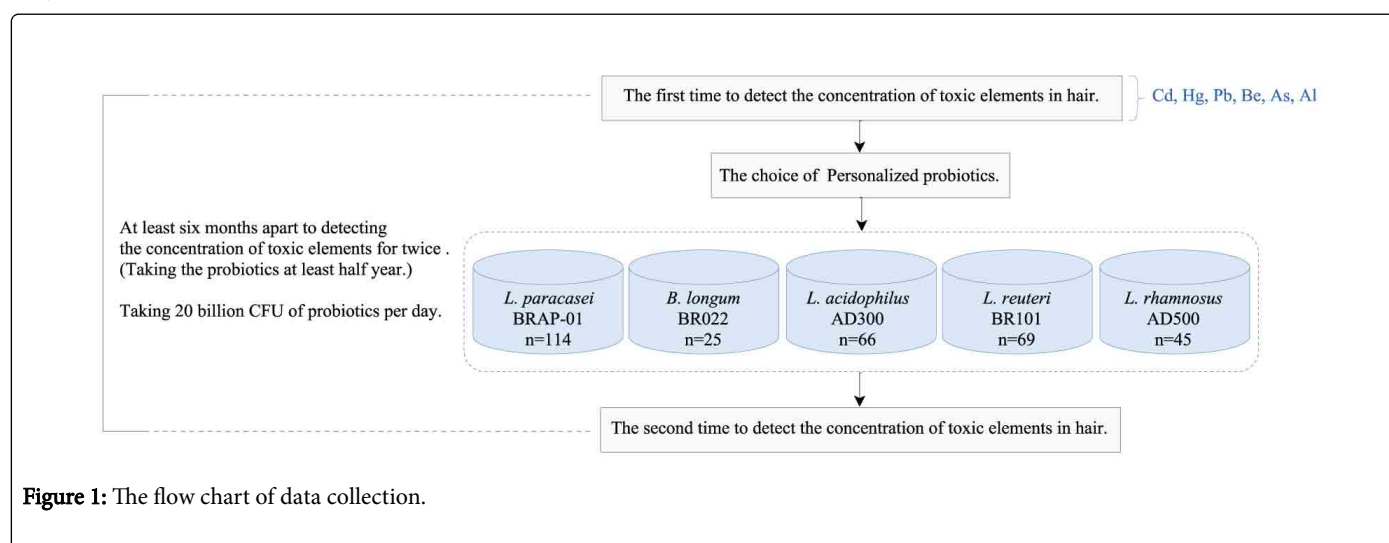 The first time to detect the concentration of toxic elements in hair.
Cd, Hg, Pb, Be, As, Al
The choice of Personalized probiotics.
At least six months apart to detecting
the concentration of toxic elements for twice .
(Taking the probiotics at least half year.)
Taking 20 billion CFU of probiotics per day.
L. paracasei
BRAP-01
n=114
B. longum
BR022
n=25
L. acidophilus
AD300
n=66
L. reuteri
BR101
n=69
L. rhamnosus
AD500
n=45
The second time to detect the concentration of toxic elements in hair.
Figure 1: The flow chart of data collection.